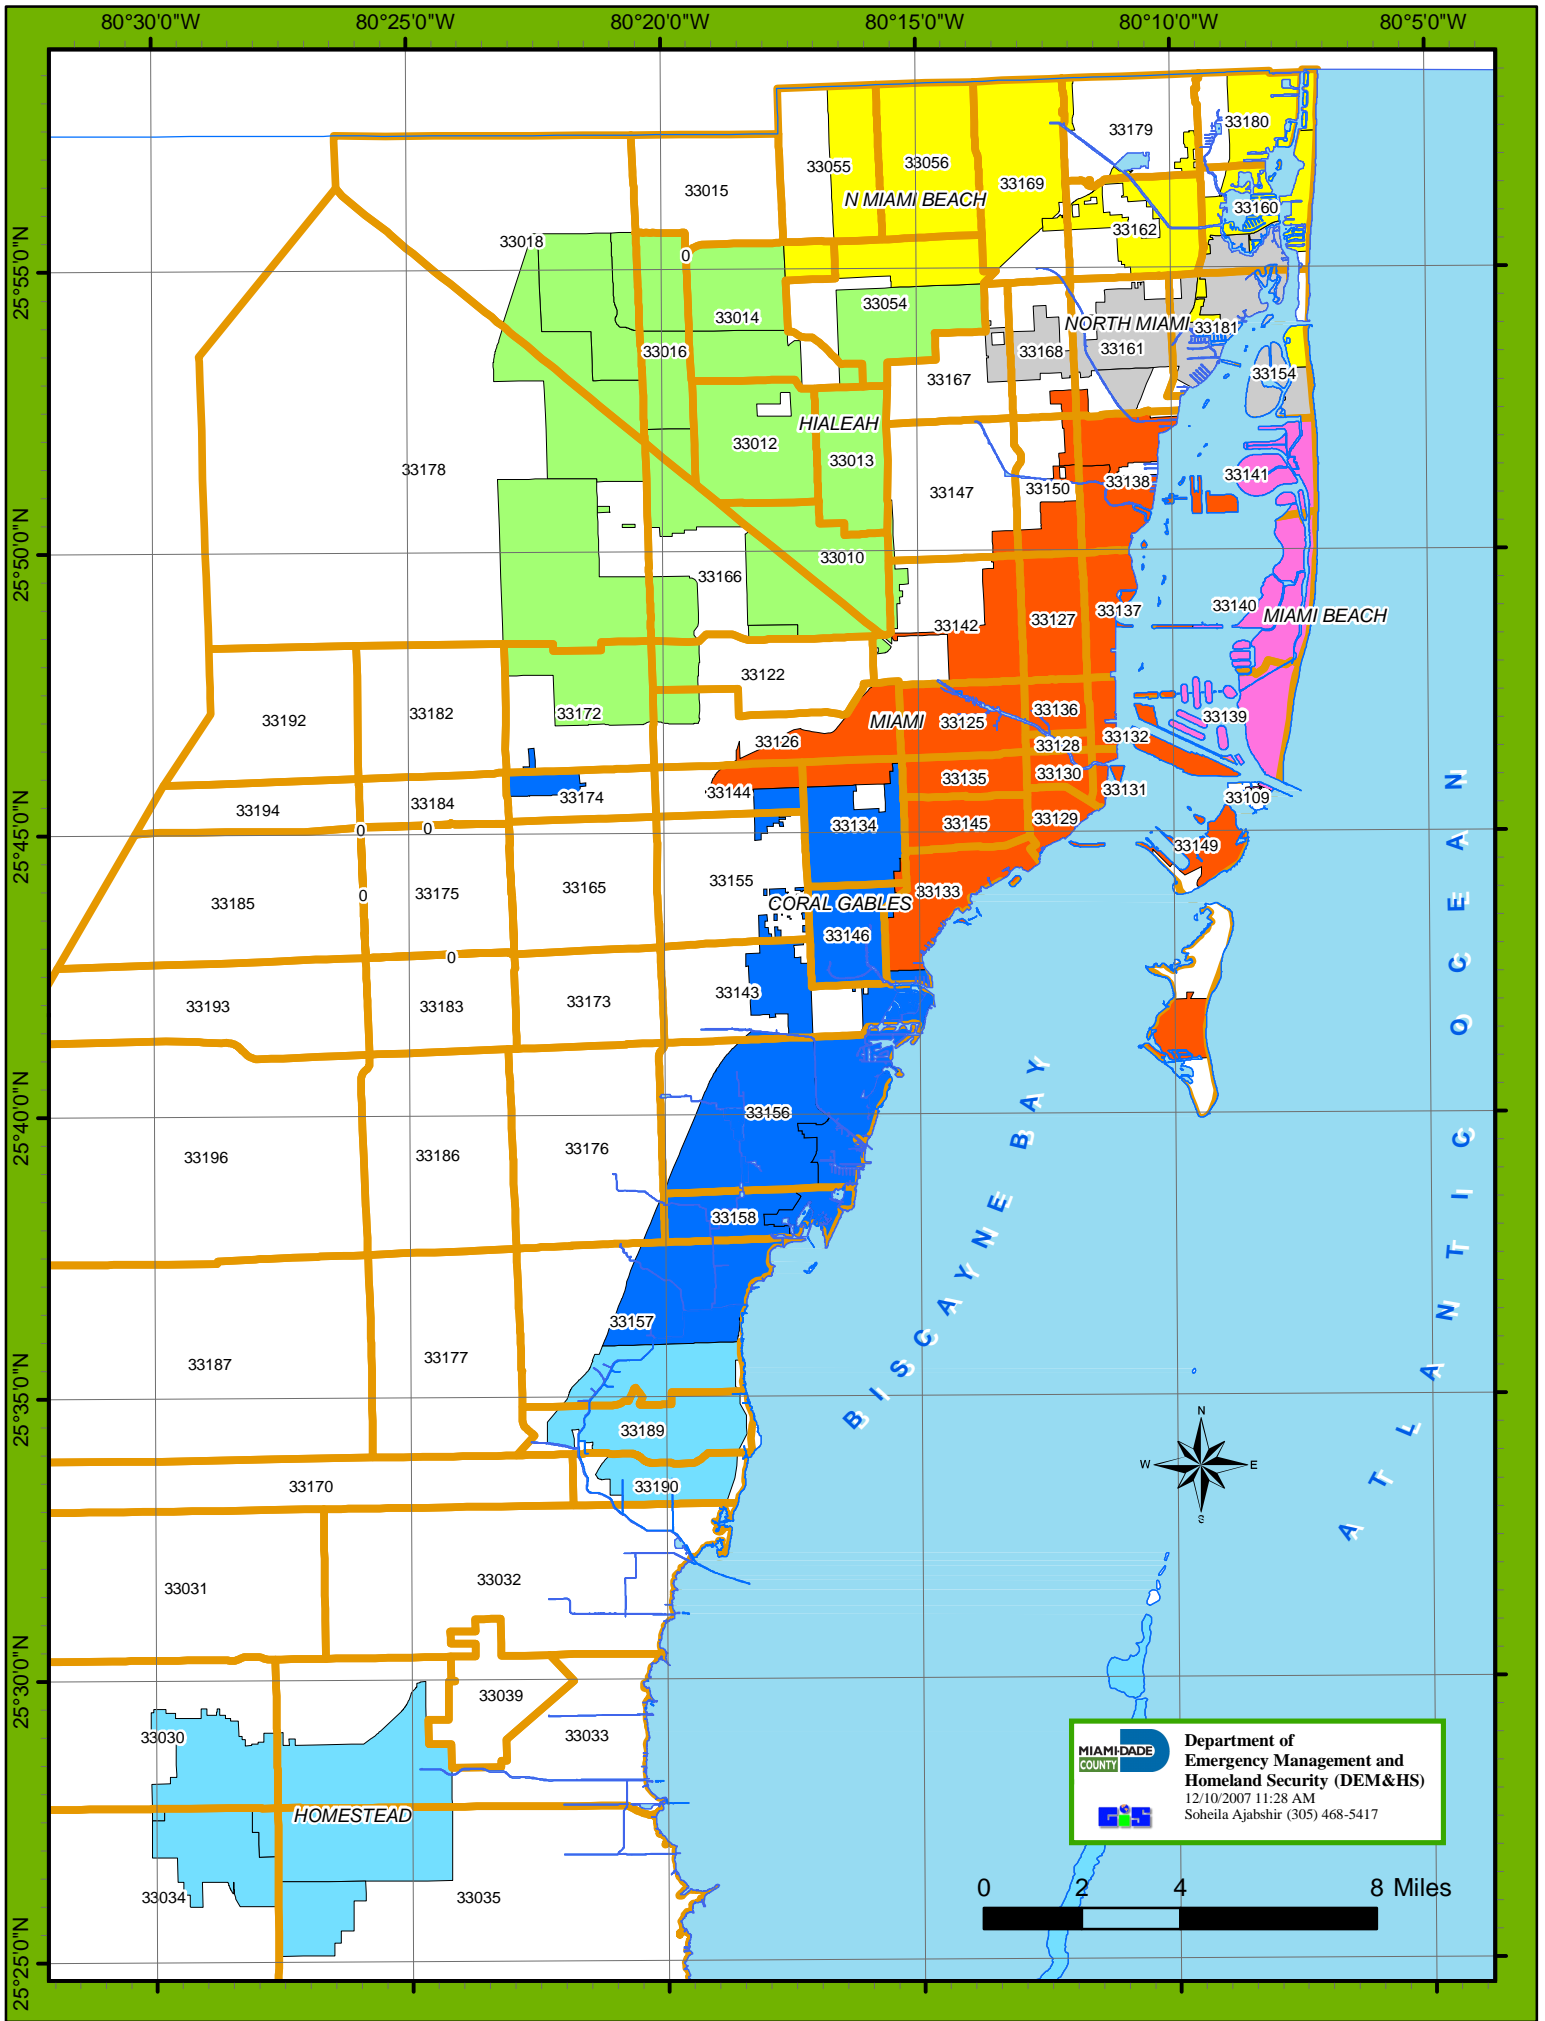 80°30'0"W
80°25'0"W
80°20'0"W
80°15'0"W
80°10'0"W
80°5'0"W
33180
33179
33055
33056
33169
33015
N MIAMI BEACH
33160
33162
33018
0
25°55'0"N
33054
33014
NORTH MIAMI
33181
33016
33168
33161
33167
33154
HIALEAH
33012
33013
33178
33141
33138
33150
33147
25°50'0"N
33010
33166
33140
33137
MIAMI BEACH
33127
33142
33122
33192
33182
33172
33136
33139
MIAMI
33125
33132
33126
33128
33130
33135
33144
33131
33174
33109
33184
33194
25°45'0"N
0
0
33134
33145
33129
33149
33155
33165
33175
33133
0
33185
CORAL GABLES
33146
0
33143
33173
33193
33183
BISCAYNE BAY
ATLANTIC OCEAN
25°40'0"N
33156
33176
33186
33196
33158
33157
33177
33187
25°35'0"N
33189
N
W
E
S
33170
33190
33032
33031
25°30'0"N
33039
33033
33030
MIAMI-DADE
COUNTY
Department of
Emergency Management and
Homeland Security (DEM&HS)
12/10/2007 11:28 AM
GIS
Soheila Ajabshir (305) 468-5417
HOMESTEAD
33034
33035
0 2 4 8 Miles
25°25'0"N